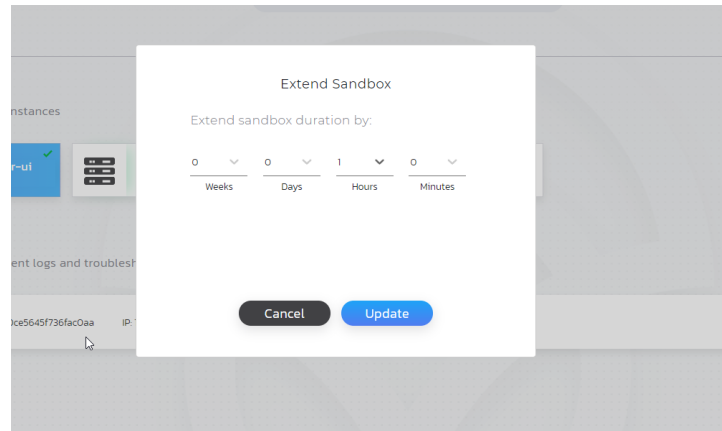 Extend Sandbox
nstances
Extend sandbox duration by:
r-ui
0 0 1 0
Weeks Days Hours Minutes
ent logs and troublesh
Cancel Update
0ce5645f736fac0aa IP: